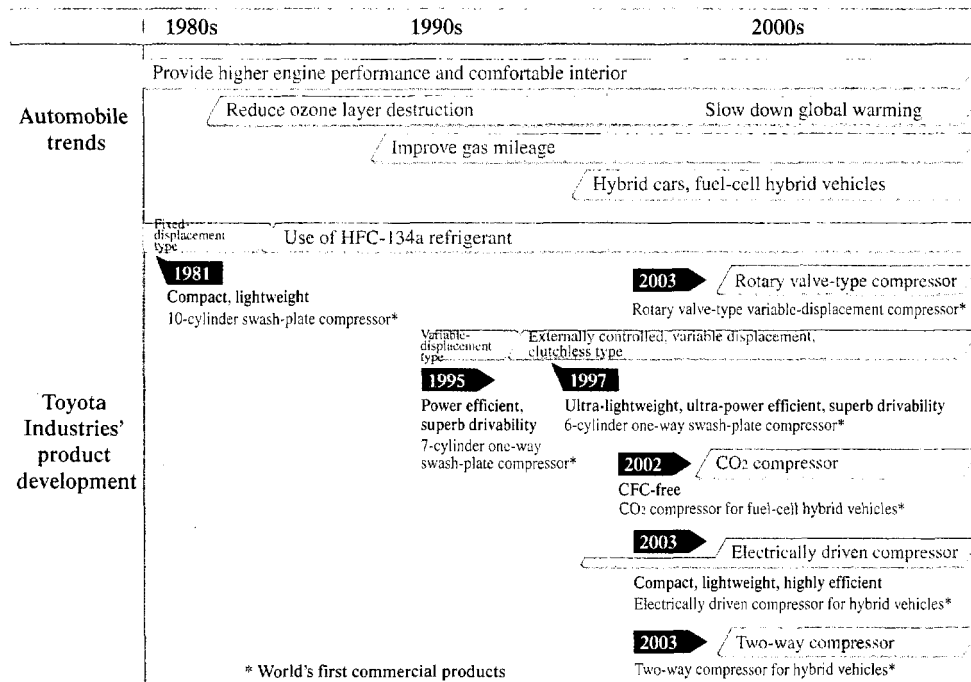 1980s 1990s 2000s
Automobile
trends
Provide higher engine performance and comfortable interior
Reduce ozone layer destruction Slow down global warming
Improve gas mileage
Hybrid cars, fuel-cell hybrid vehicles
Toyota
Industries'
product
development
Fixed-
displacement
type
Use of HFC-134a refrigerant
1981
Compact, lightweight
10-cylinder swash-plate compressor*
2003 Rotary valve-type compressor
Rotary valve-type variable-displacement compressor*
Variable-
displacement
type
Externally controlled, variable displacement,
clutchless type
1995
Power efficient,
superb drivability
7-cylinder one-way
swash-plate compressor*
1997
Ultra-lightweight, ultra-power efficient, superb drivability
6-cylinder one-way swash-plate compressor*
2002 CO₂ compressor
CFC-free
CO₂ compressor for fuel-cell hybrid vehicles*
2003 Electrically driven compressor
Compact, lightweight, highly efficient
Electrically driven compressor for hybrid vehicles*
2003 Two-way compressor
Two-way compressor for hybrid vehicles*
* World's first commercial products